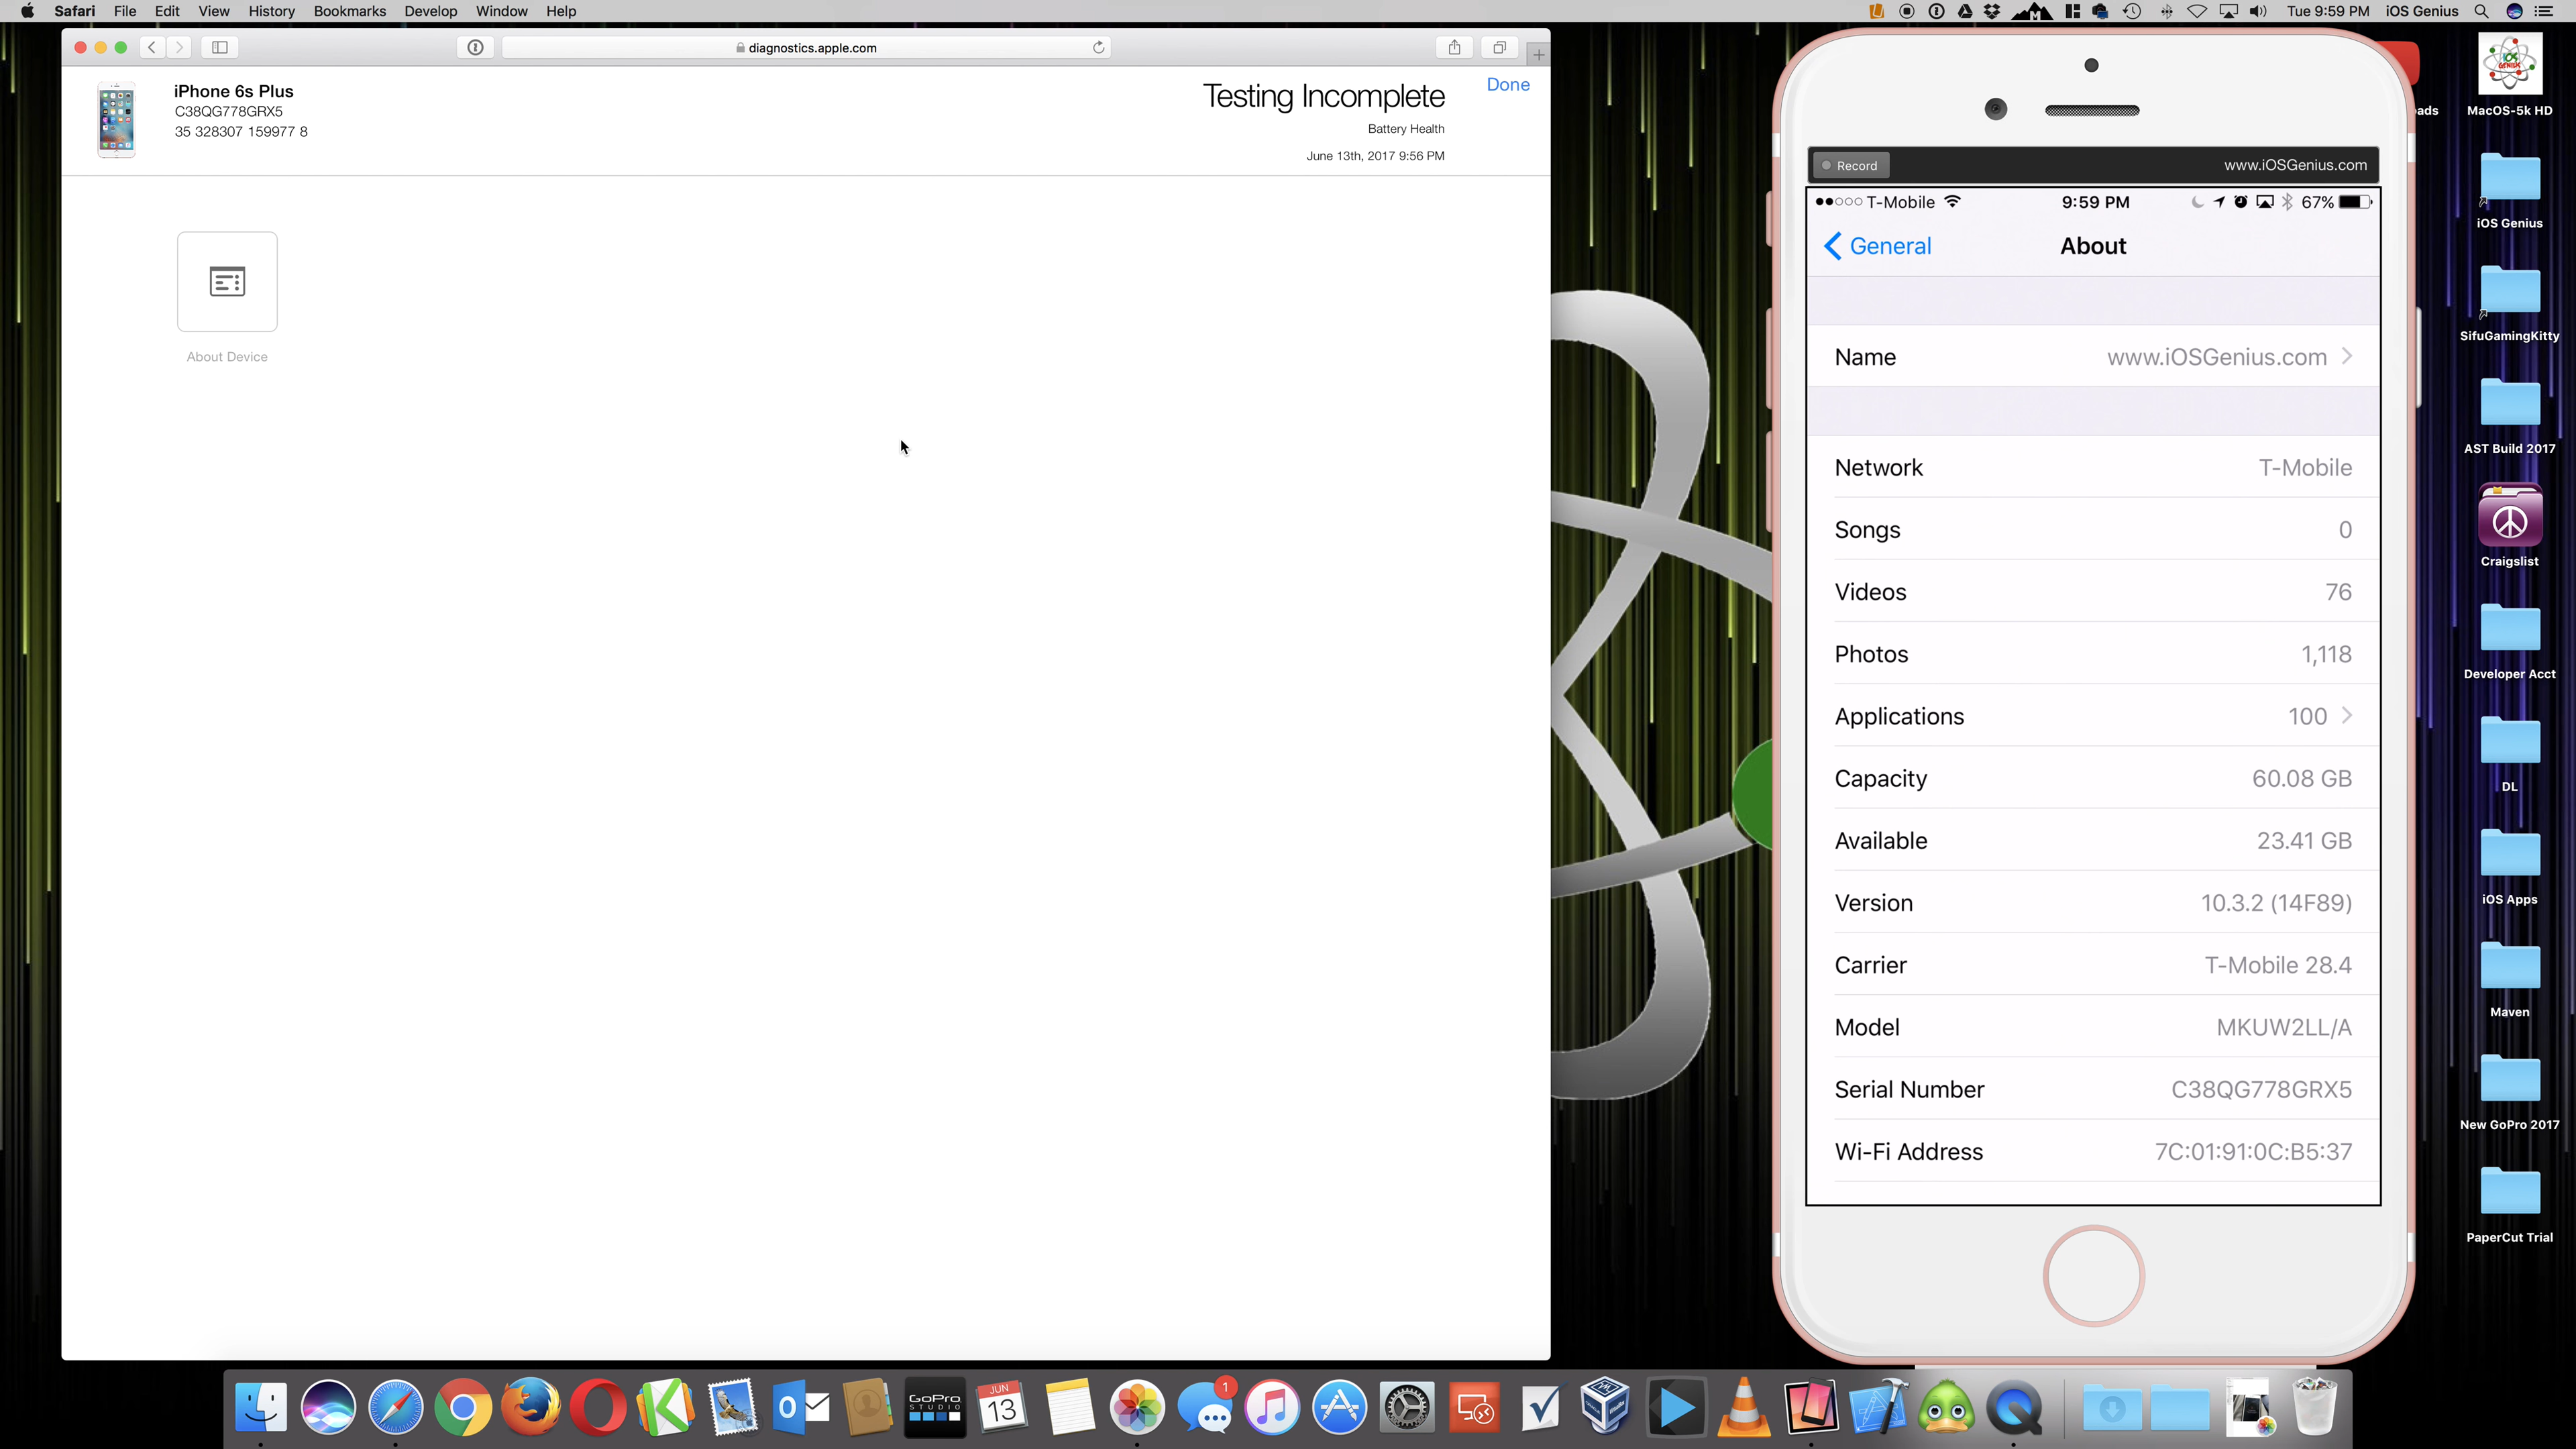 Safari File Edit View History Bookmarks Develop Window Help
Tue 9:59 PM iOS Genius
diagnostics.apple.com
iPhone 6s Plus
C38QG778GRX5
35 328307 159977 8
Testing Incomplete
Done
Battery Health
June 13th, 2017 9:56 PM
About Device
Record
www.iOSGenius.com
T-Mobile 9:59 PM 67%
General
About
Name www.iOSGenius.com
Network T-Mobile
Songs 0
Videos 76
Photos 1,118
Applications 100
Capacity 60.08 GB
Available 23.41 GB
Version 10.3.2 (14F89)
Carrier T-Mobile 28.4
Model MKUW2LL/A
Serial Number C38QG778GRX5
Wi-Fi Address 7C:01:91:0C:B5:37
oads
MacOS-5k HD
iOS Genius
SifuGamingKitty
AST Build 2017
Craigslist
Developer Acct
DL
iOS Apps
Maven
New GoPro 2017
PaperCut Trial
GoPro
STUDIO
JUN
13
1